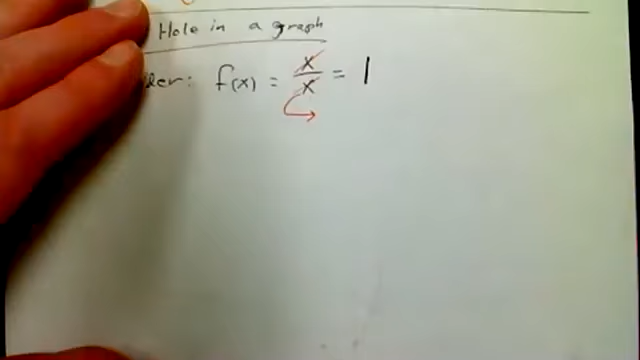 Hole in a graph
f(x) = x/x = 1